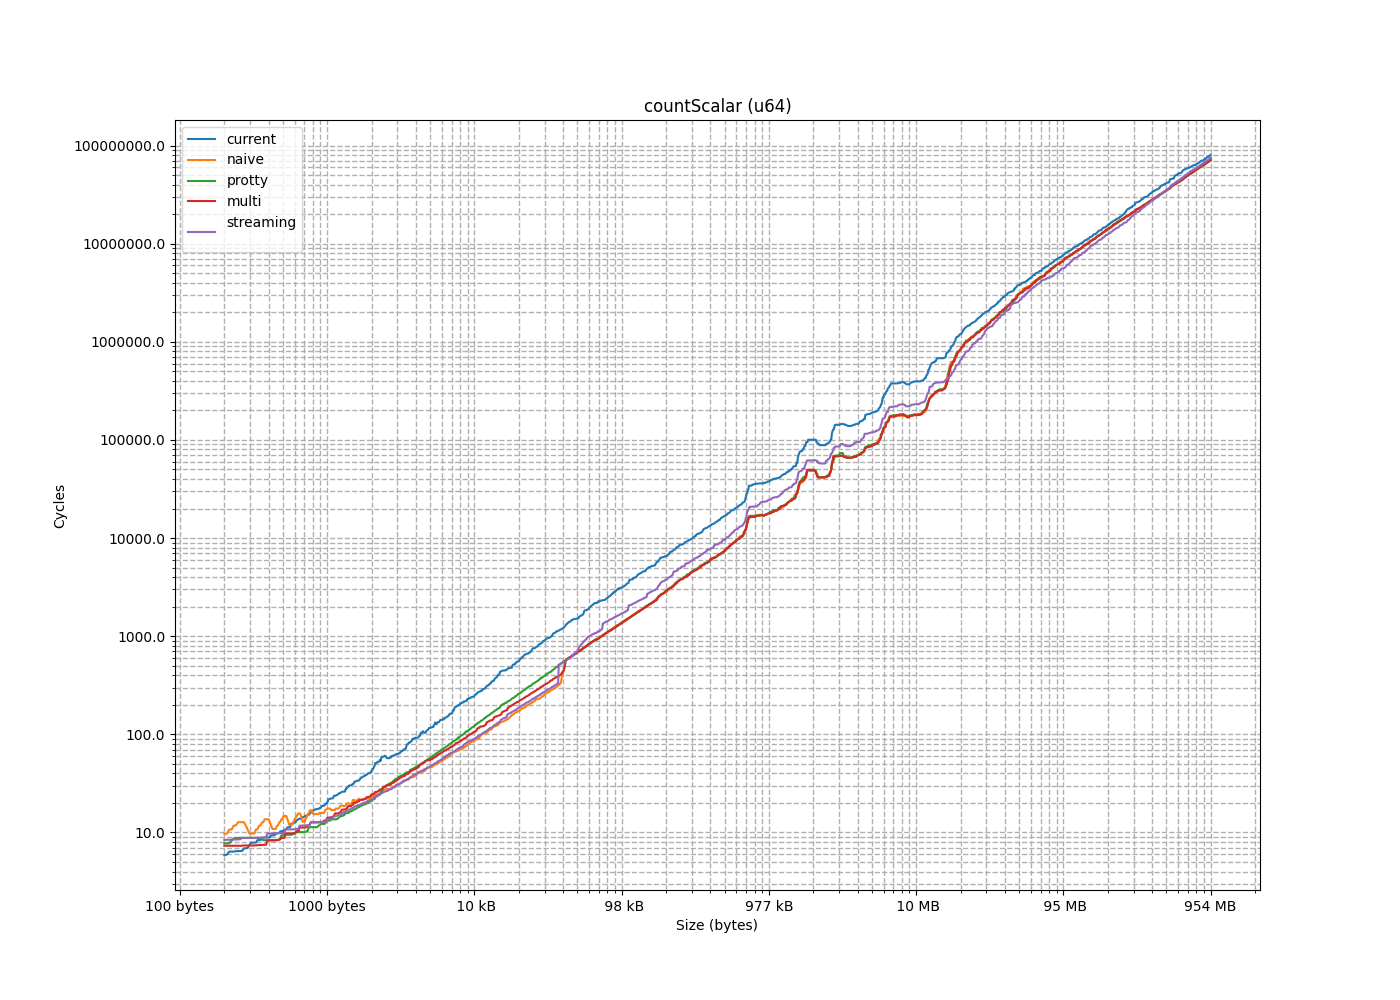 countScalar (u64)
current
naive
protty
multi
streaming
100000000.0
10000000.0
1000000.0
100000.0
10000.0
1000.0
100.0
10.0
Cycles
100 bytes
1000 bytes
10 kB
98 kB
977 kB
10 MB
95 MB
954 MB
Size (bytes)